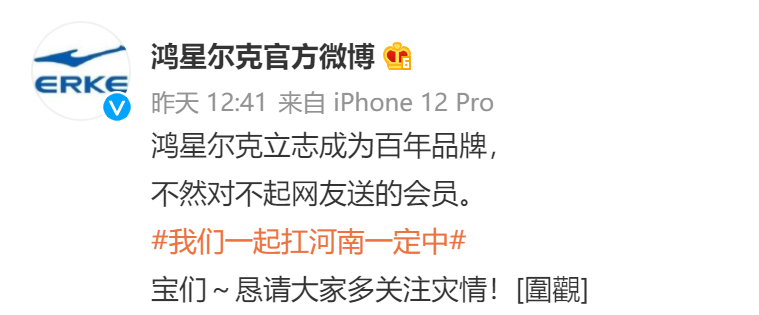 ERKE
鸿星尔克官方微博
6
昨天 12:41 来自 iPhone 12 Pro
鸿星尔克立志成为百年品牌，
不然对不起网友送的会员。
#我们一起扛河南一定中#
宝们～恳请大家多关注灾情！[圍觀]